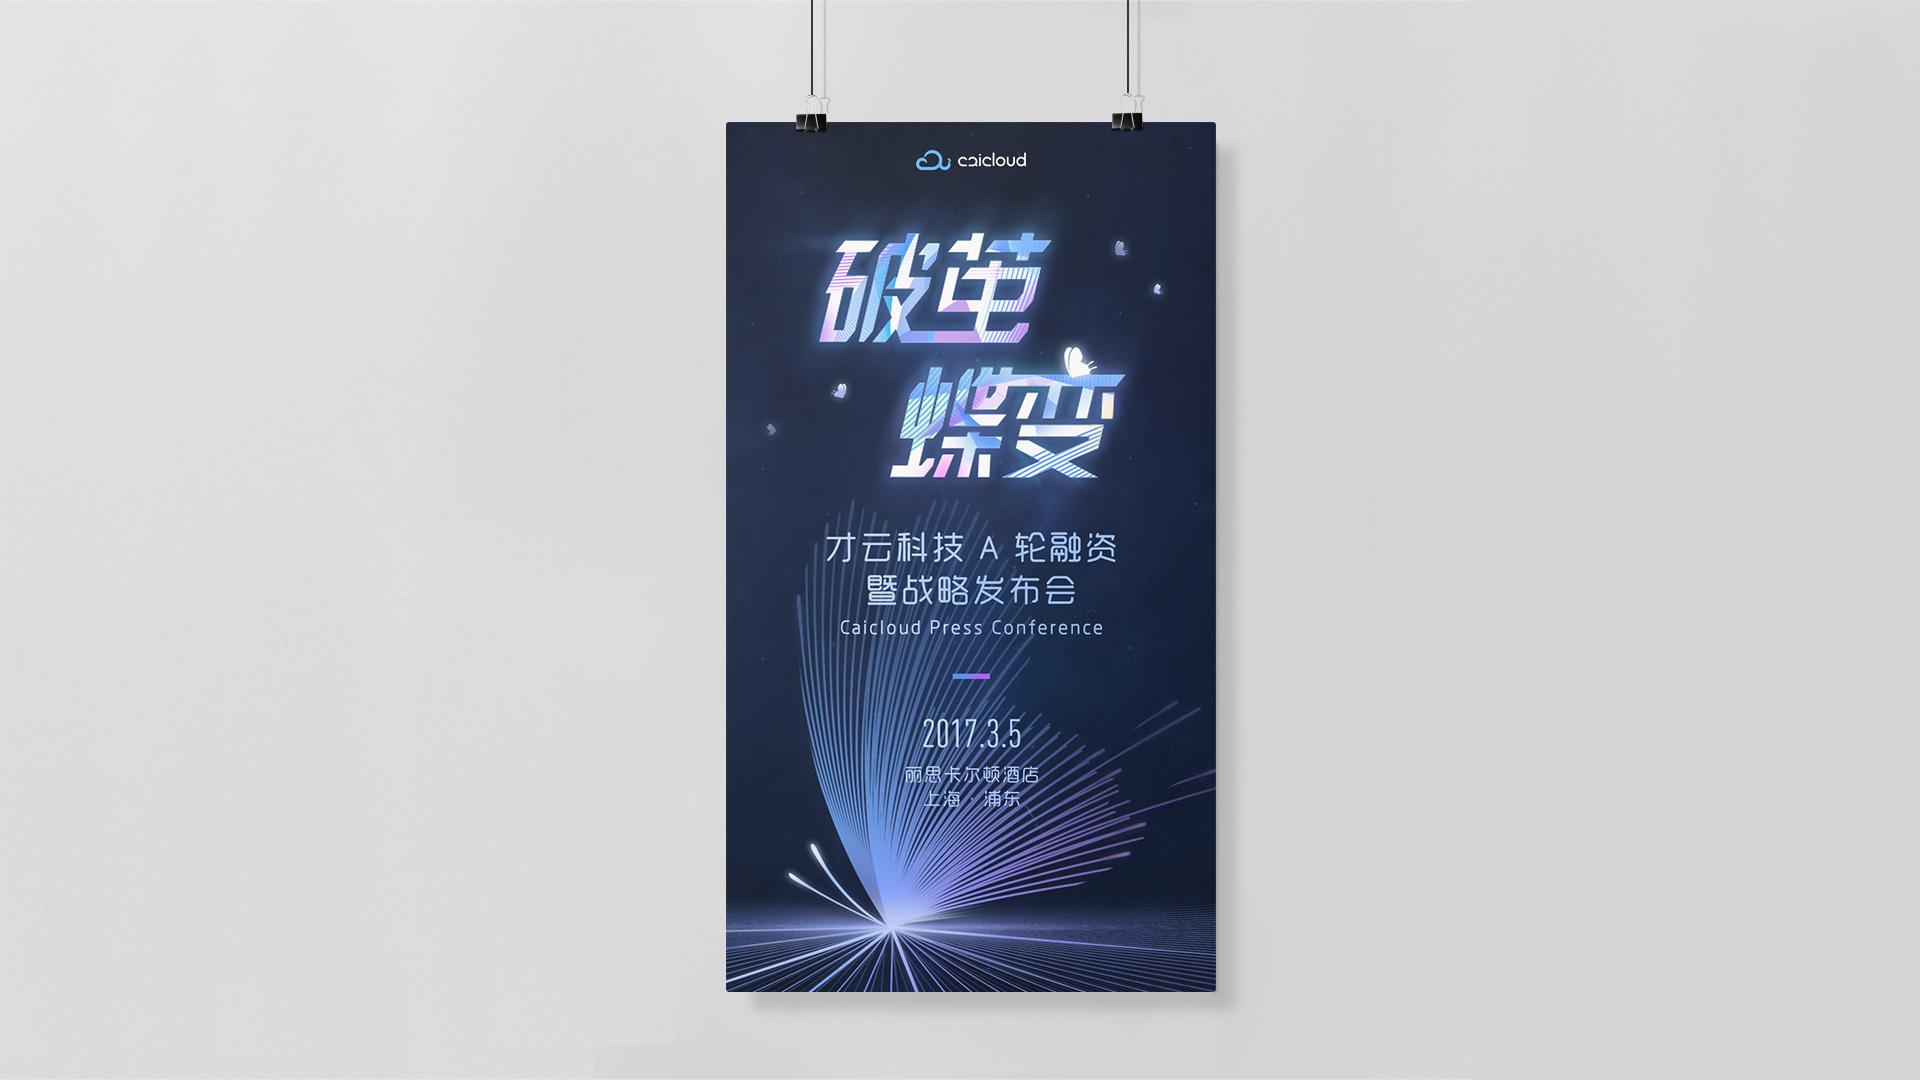 caicloud
破茧
蝶变
才云科技 A 轮融资
暨战略发布会
Caicloud Press Conference
2017.3.5
丽思卡尔顿酒店
上海 · 浦东